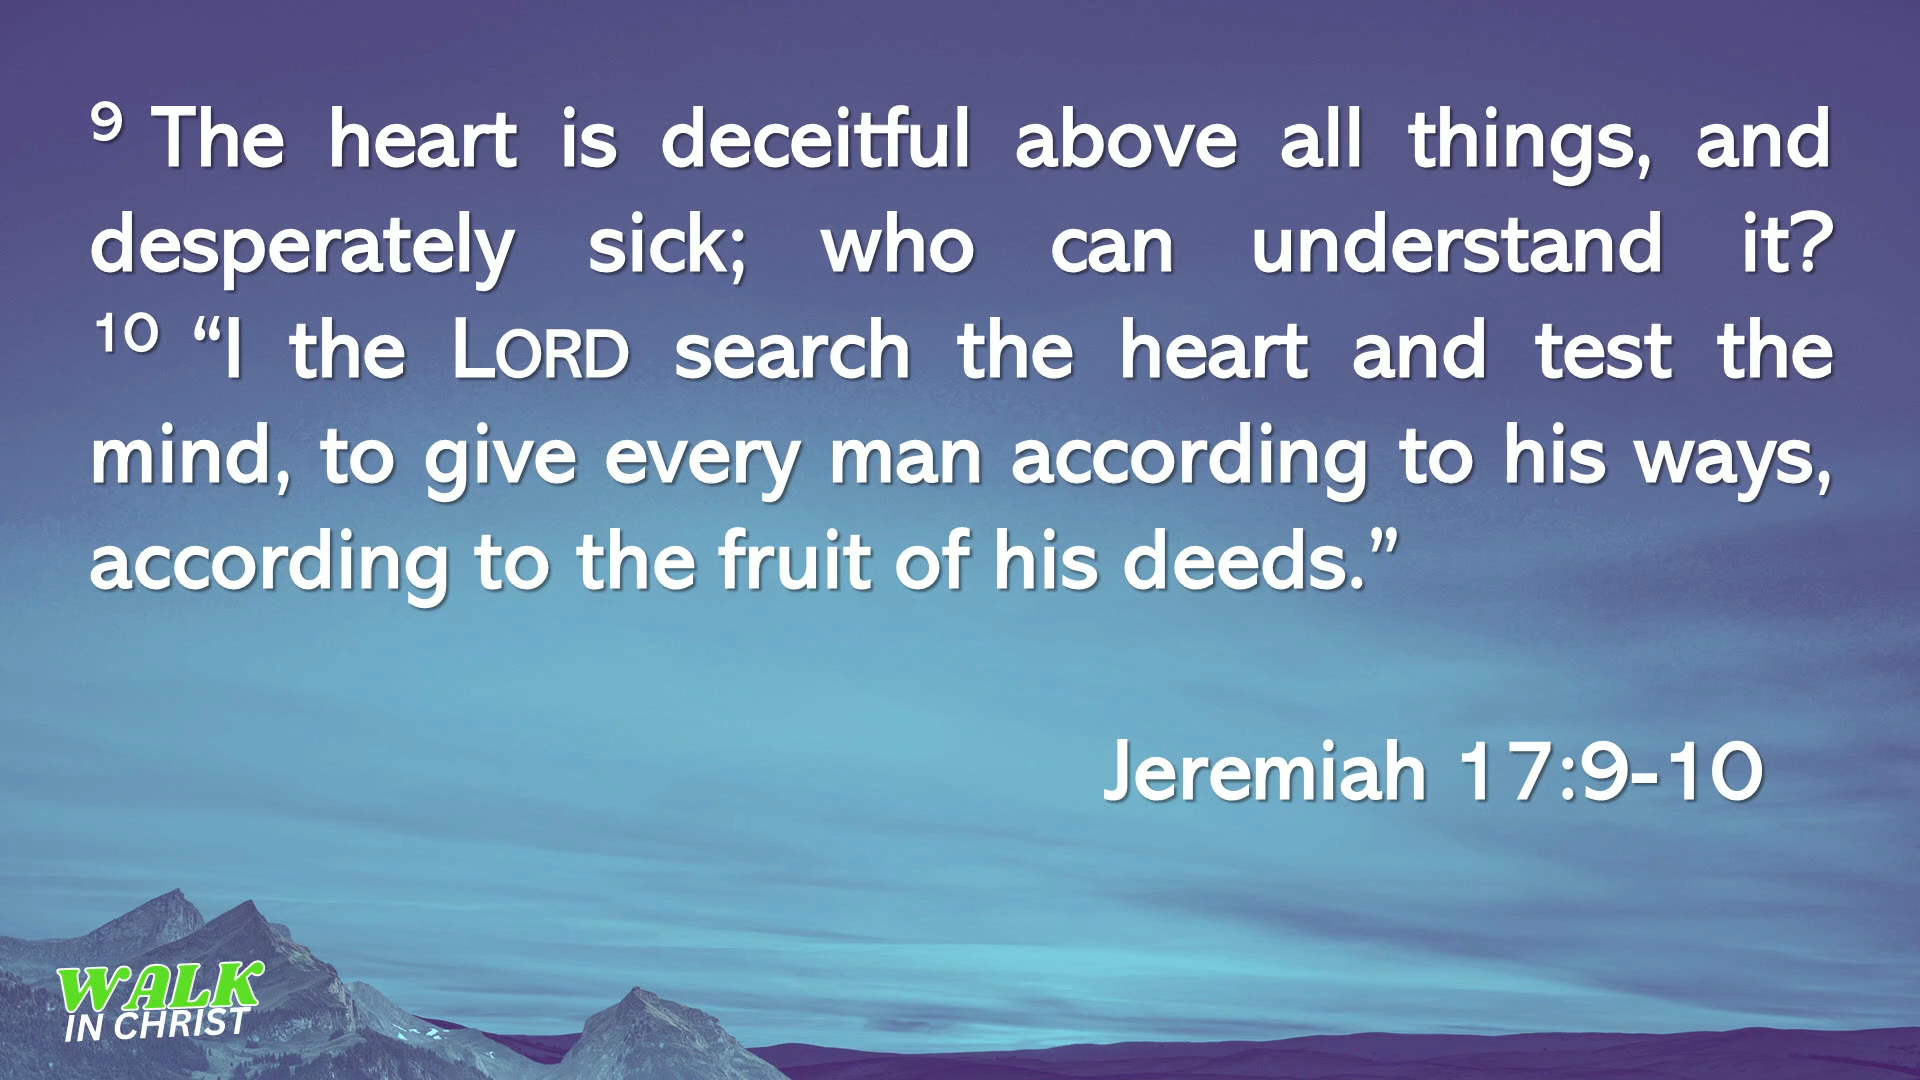 9 The heart is deceitful above all things, and
desperately sick; who can understand it?
10 “I the LORD search the heart and test the
mind, to give every man according to his ways,
according to the fruit of his deeds.”
Jeremiah 17:9-10
WALK
IN CHRIST